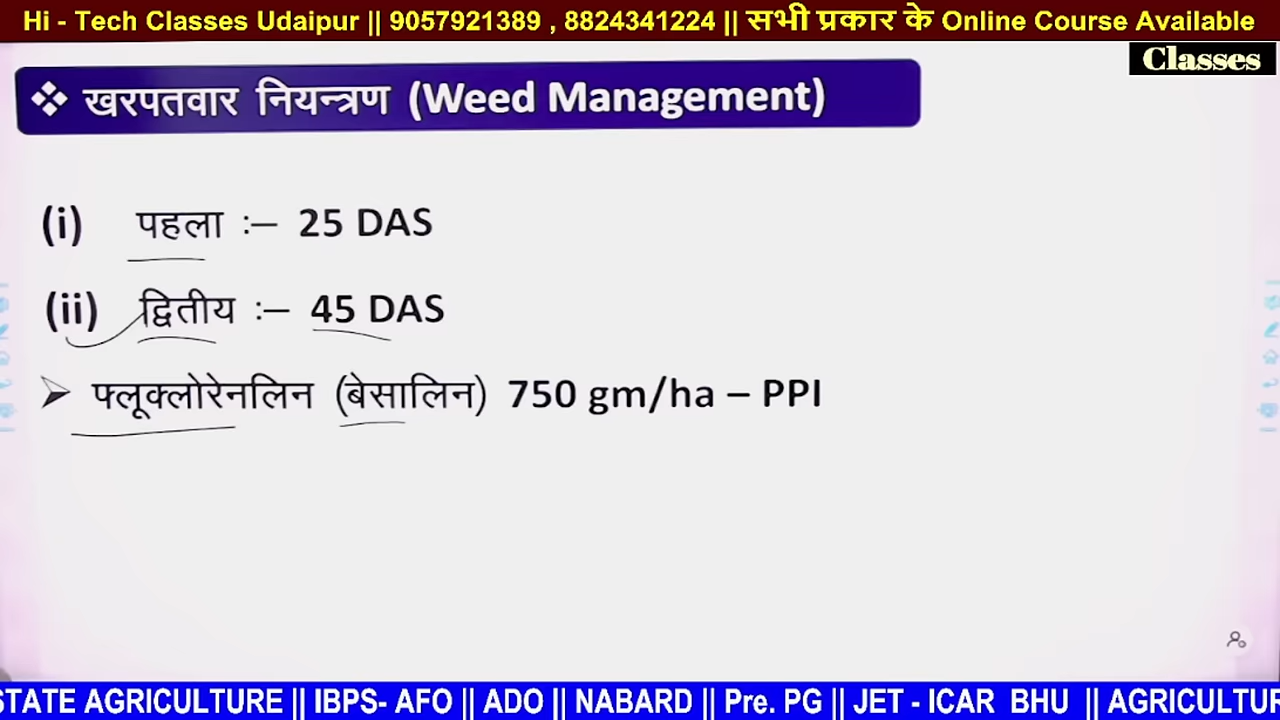 Hi - Tech Classes Udaipur || 9057921389 , 8824341224 || सभी प्रकार के Online Course Available
Classes
❖ खरपतवार नियन्त्रण (Weed Management)
(i) पहला :– 25 DAS
(ii) द्वितीय :– 45 DAS
➢ फ्लूक्लोरेनलिन (बेसालिन) 750 gm/ha – PPI
STATE AGRICULTURE || IBPS- AFO || ADO || NABARD || Pre. PG || JET - ICAR BHU || AGRICULTUR